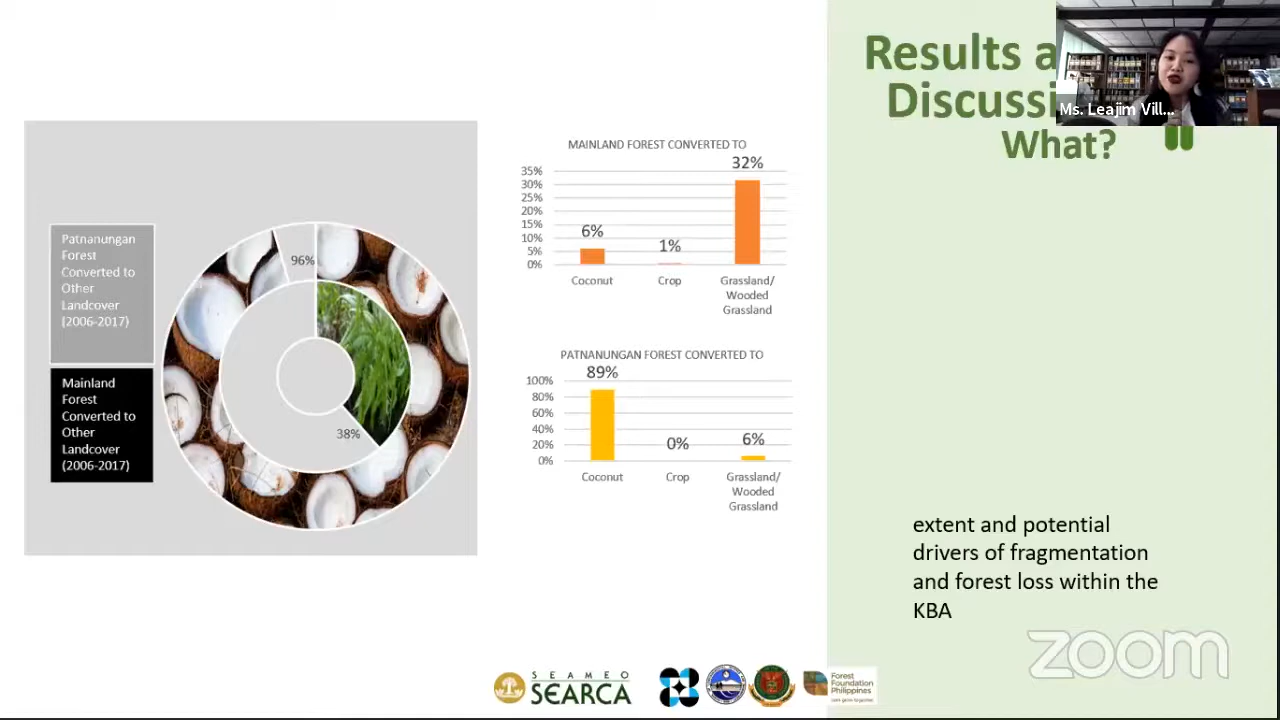 Results a
Discussi
What?
Ms. Leajim Vill...
Patnanungan
Forest
Converted to
Other
Landcover
(2006-2017)
Mainland
Forest
Converted to
Other
Landcover
(2006-2017)
96%
38%
MAINLAND FOREST CONVERTED TO
35%
30%
25%
20%
15%
10%
5%
0%
6%
1%
32%
Coconut
Crop
Grassland/
Wooded
Grassland
PATNANUNGAN FOREST CONVERTED TO
100%
80%
60%
40%
20%
0%
89%
0%
6%
Coconut
Crop
Grassland/
Wooded
Grassland
extent and potential
drivers of fragmentation
and forest loss within the
KBA
zoom
SEAMEO
SEARCA
Forest
Foundation
Philippines